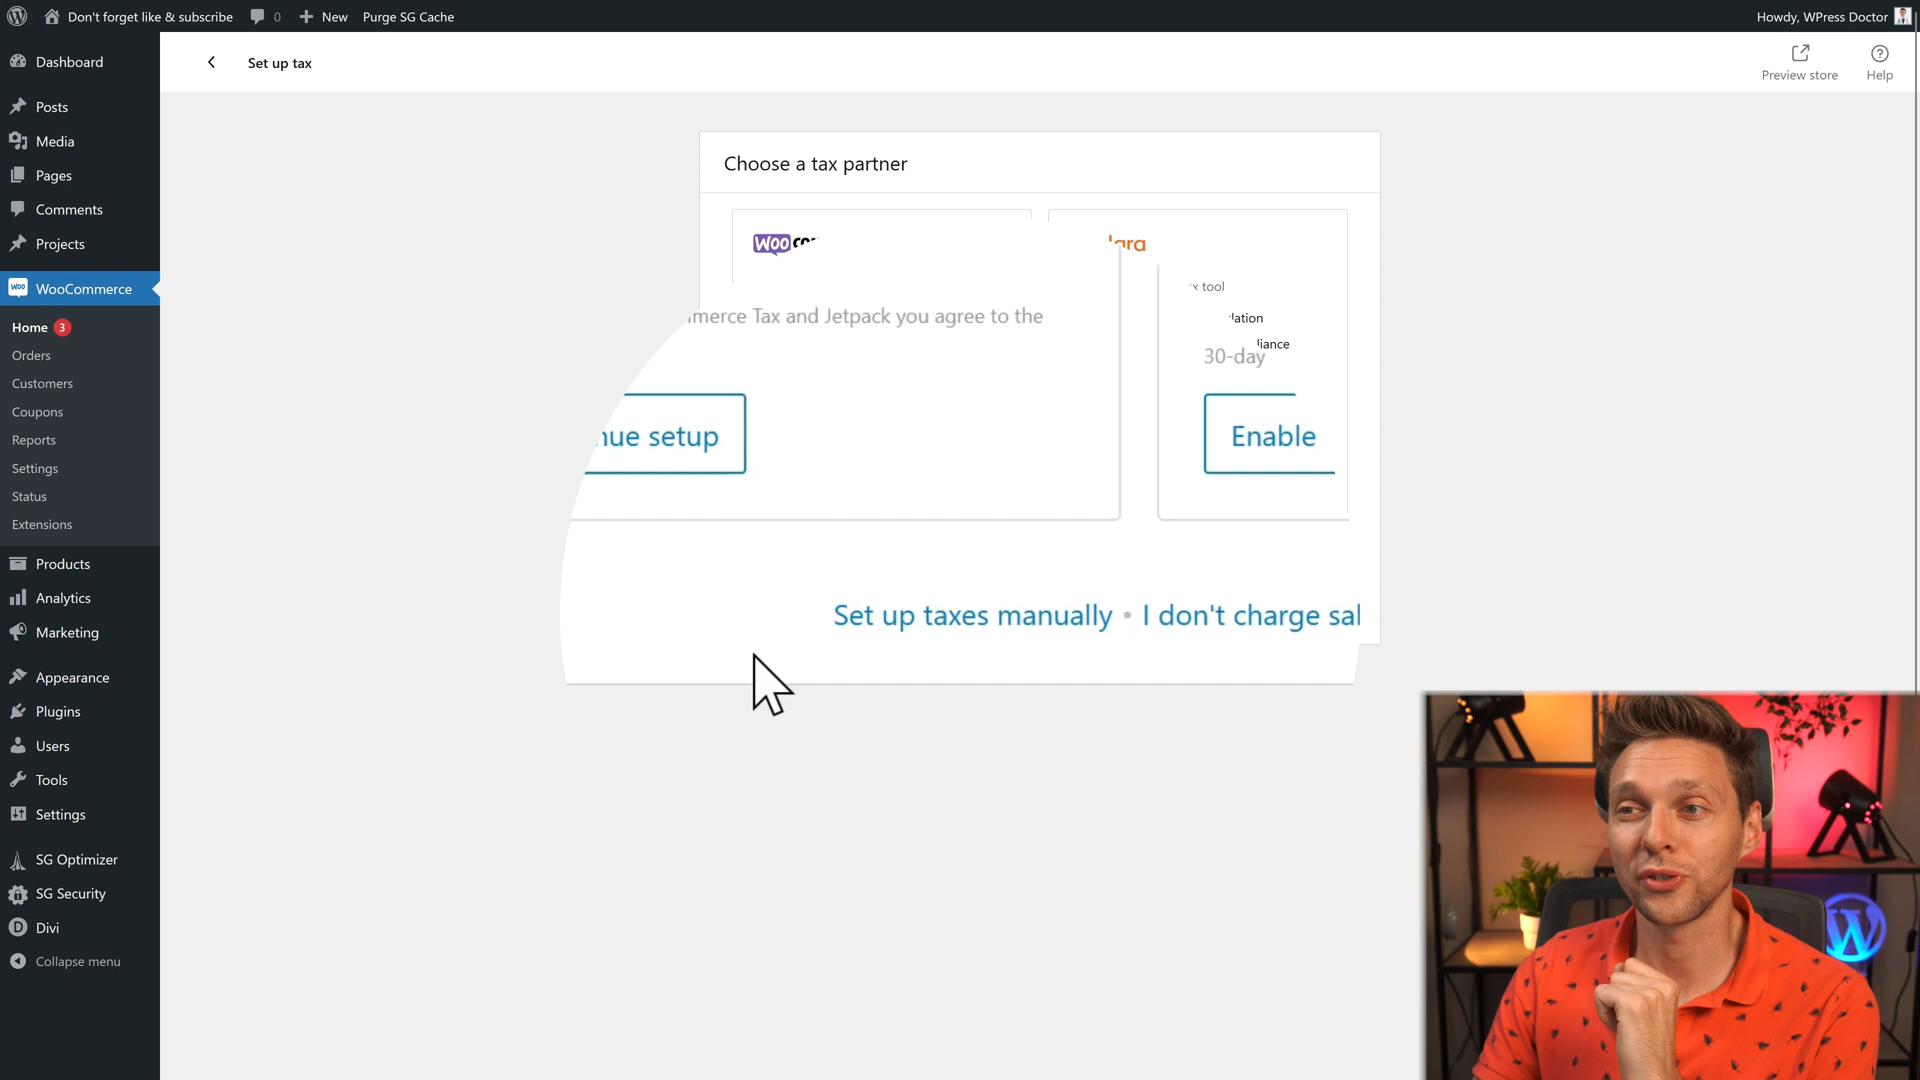 Don't forget like & subscribe 0 New Purge SG Cache Howdy, WPress Doctor
Set up tax
Preview store
Help
Dashboard
Posts
Media
Pages
Comments
Projects
WooCommerce
Home 3
Orders
Customers
Coupons
Reports
Settings
Status
Extensions
Products
Analytics
Marketing
Appearance
Plugins
Users
Tools
Settings
SG Optimizer
SG Security
Divi
Collapse menu
Choose a tax partner
Woo
tool
Tax and Jetpack you agree to the
30-day
setup
Enable
Set up taxes manually • I don't charge